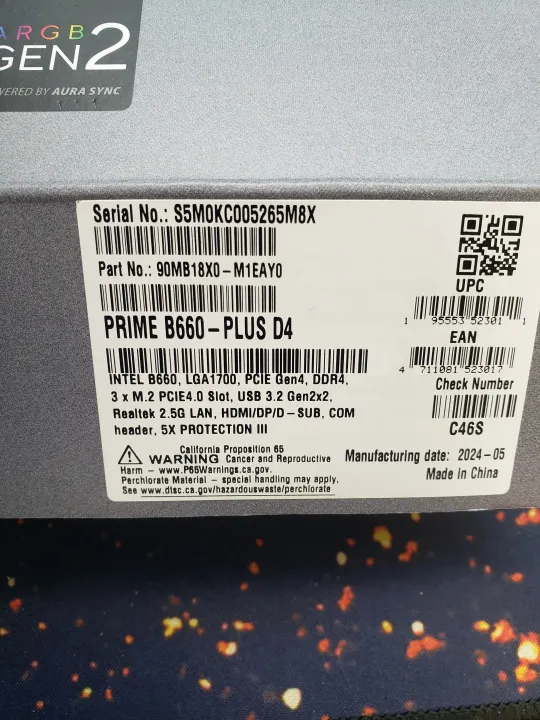 ARGB
GEN2
WERED BY AURA SYNC
Serial No.: S5M0KC005265M8X
Part No.: 90MB18X0-M1EAY0
UPC
1 95553 52301 1
PRIME B660-PLUS D4
EAN
4 711081 523017
INTEL B660, LGA1700, PCIE Gen4, DDR4,
3 x M.2 PCIE4.0 Slot, USB 3.2 Gen2x2,
Realtek 2.5G LAN, HDMI/DP/D-SUB, COM
header, 5X PROTECTION III
Check Number
C46S
California Proposition 65
WARNING Cancer and Reproductive
Harm - www.P65Warnings.ca.gov.
Perchlorate Material - special handling may apply,
See www.dtsc.ca.gov/hazardouswaste/perchlorate
Manufacturing date: 2024-05
Made in China